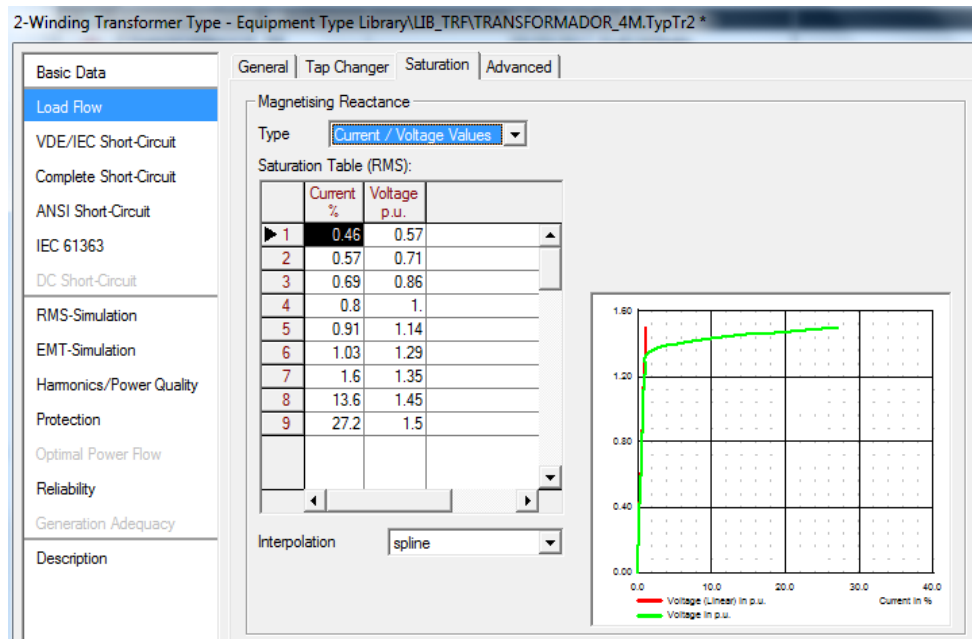 2-Winding Transformer Type - Equipment Type Library\LIB_TRF\TRANSFORMADOR_4M.TypTr2 *
Basic Data
Load Flow
VDE/IEC Short-Circuit
Complete Short-Circuit
ANSI Short-Circuit
IEC 61363
DC Short-Circuit
RMS-Simulation
EMT-Simulation
Harmonics/Power Quality
Protection
Optimal Power Flow
Reliability
Generation Adequacy
Description
General Tap Changer Saturation Advanced
Magnetising Reactance
Type Current / Voltage Values
Saturation Table (RMS):
Current Voltage
% p.u.
1 0.46 0.57
2 0.57 0.71
3 0.69 0.86
4 0.8 1.
5 0.91 1.14
6 1.03 1.29
7 1.6 1.35
8 13.6 1.45
9 27.2 1.5
Interpolation spline
1.60
1.20
0.80
0.40
0.00
0.0 10.0 20.0 30.0 40.0
Voltage (Linear) in p.u. Current in %
Voltage in p.u.